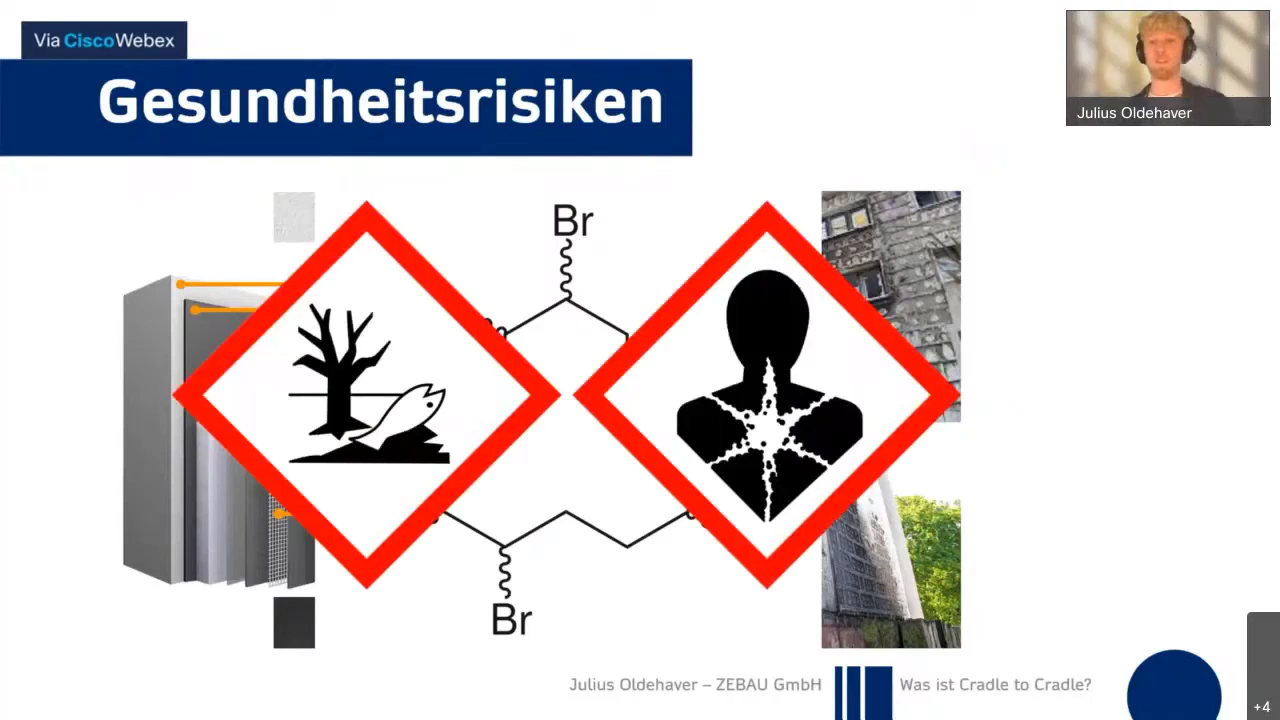 Via CiscoWebex
Gesundheitsrisiken
Julius Oldehaver
Br
Br
Julius Oldehaver – ZEBAU GmbH
Was ist Cradle to Cradle?
+4